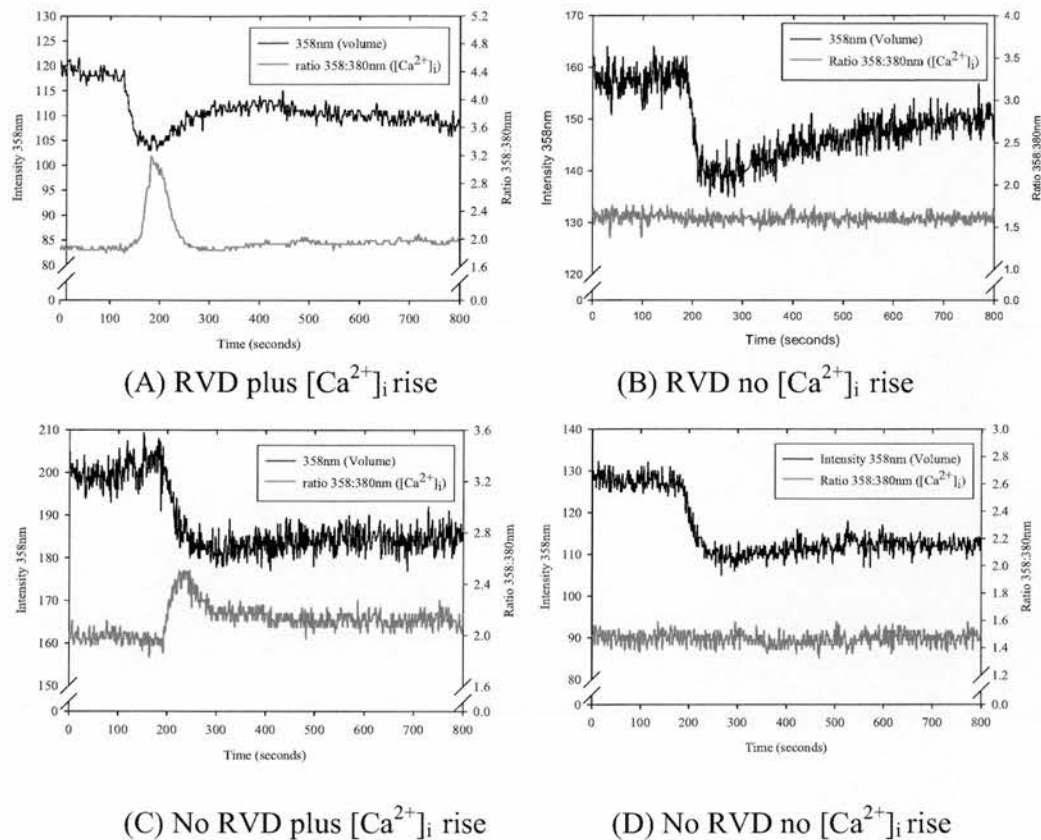 130
125
120
115
110
105
100
95
90
85
80
0
Intensity 358nm
358nm (volume)
ratio 358:380nm ([Ca²⁺]ᵢ)
5.2
4.8
4.4
4.0
3.6
3.2
2.8
2.4
2.0
1.6
0.0
Ratio 358:380nm
0 100 200 300 400 500 600 700 800
Time (seconds)
(A) RVD plus [Ca²⁺]ᵢ rise
170
160
150
140
130
120
0
Intensity 358nm
358nm (Volume)
Ratio 358:380nm ([Ca²⁺]ᵢ)
4.0
3.5
3.0
2.5
2.0
1.5
1.0
0.0
Ratio 358:380nm
0 100 200 300 400 500 600 700 800
Time (seconds)
(B) RVD no [Ca²⁺]ᵢ rise
210
200
190
180
170
160
150
0
Intensity 358nm
358nm (Volume)
ratio 358:380nm ([Ca²⁺]ᵢ)
3.6
3.2
2.8
2.4
2.0
1.6
0.0
Ratio 358:380nm
0 100 200 300 400 500 600 700 800
Time (seconds)
(C) No RVD plus [Ca²⁺]ᵢ rise
140
130
120
110
100
90
80
0
Intensity 358nm
Intensity 358nm (Volume)
Ratio 358:380nm ([Ca²⁺]ᵢ)
3.0
2.8
2.6
2.4
2.2
2.0
1.8
1.6
1.4
1.2
0.0
Ratio 358:380nm
0 100 200 300 400 500 600 700 800
Time (seconds)
(D) No RVD no [Ca²⁺]ᵢ rise